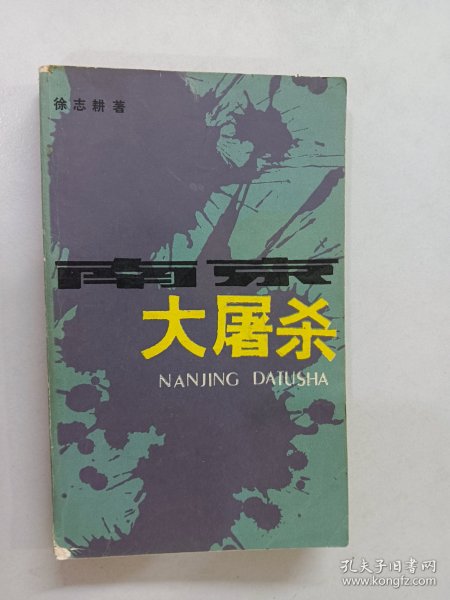 徐志耕著
南京
大屠杀
NANJING DATUSHA
孔夫子旧书网
www.kongfz.com